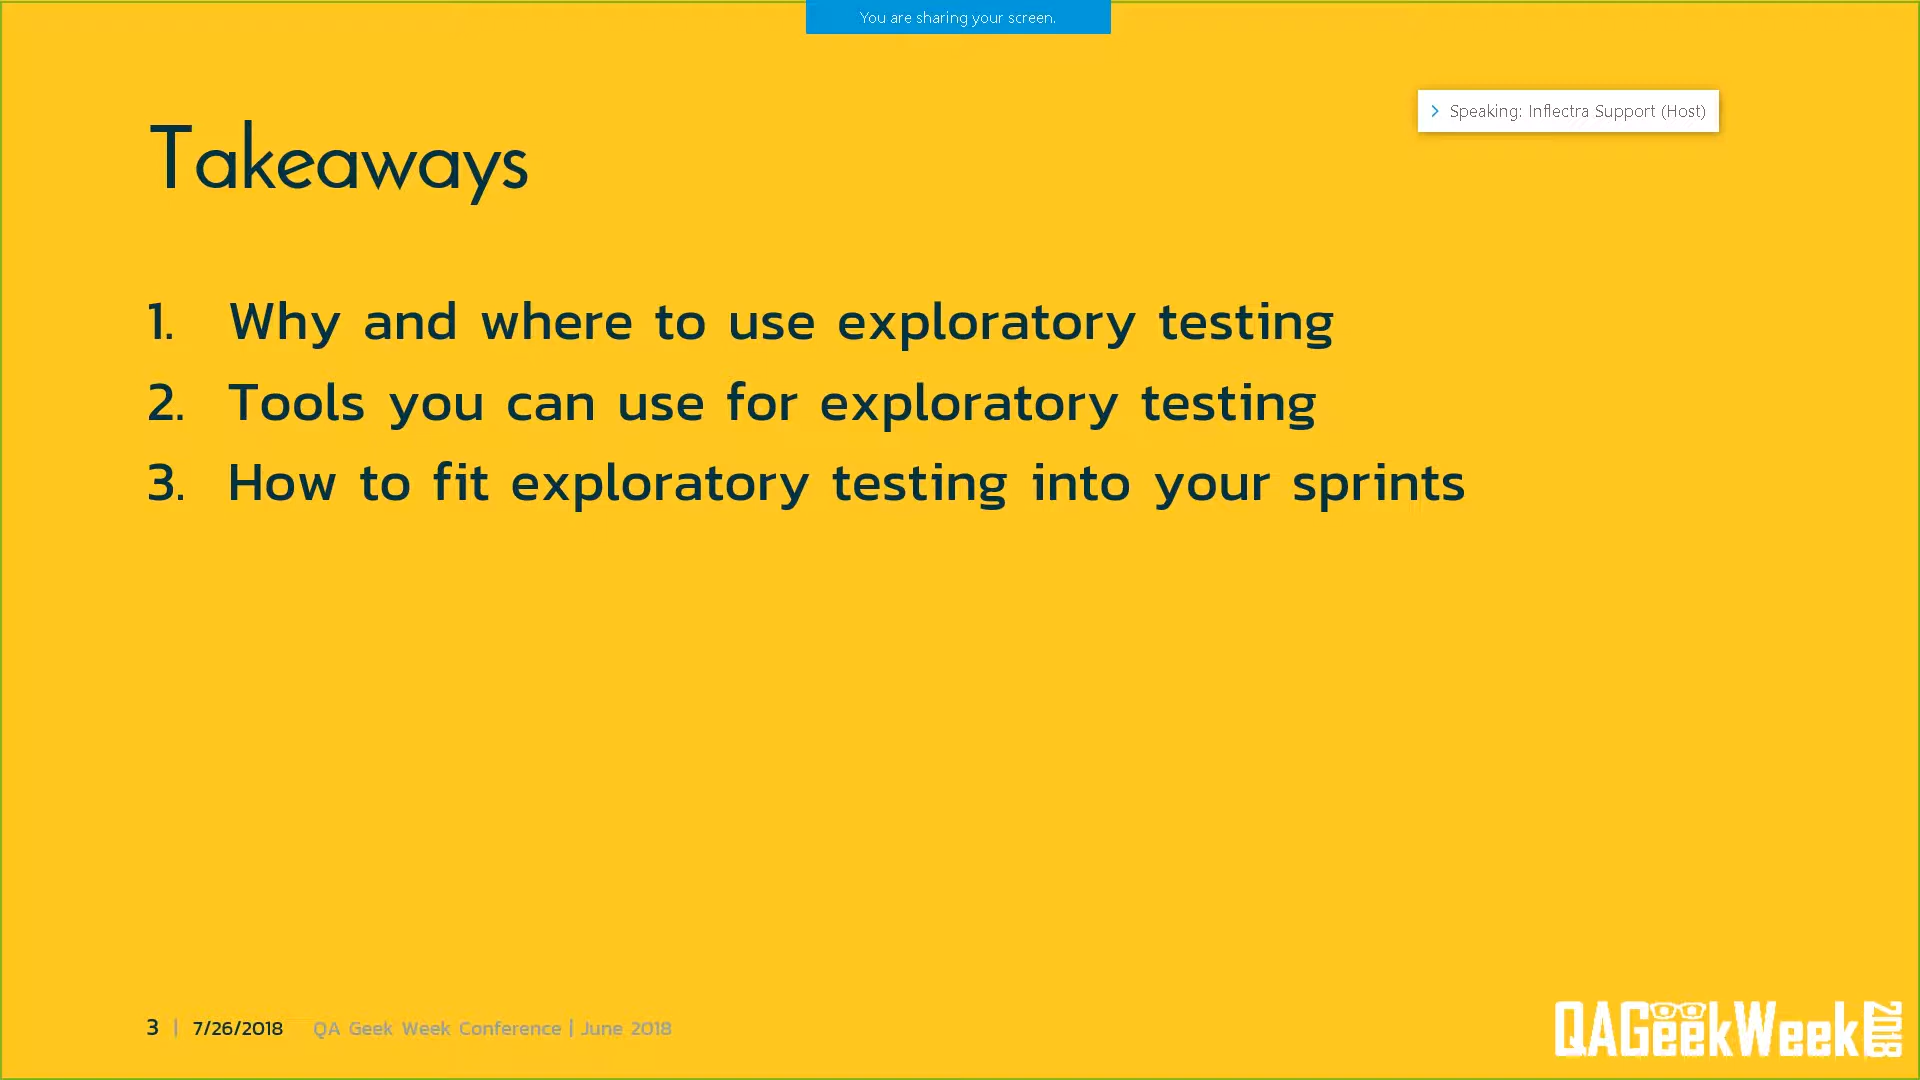 You are sharing your screen.
Speaking: Inflectra Support (Host)
Takeaways
1. Why and where to use exploratory testing
2. Tools you can use for exploratory testing
3. How to fit exploratory testing into your sprints
3 | 7/26/2018 QA Geek Week Conference | June 2018
QAGeekWeek 2018